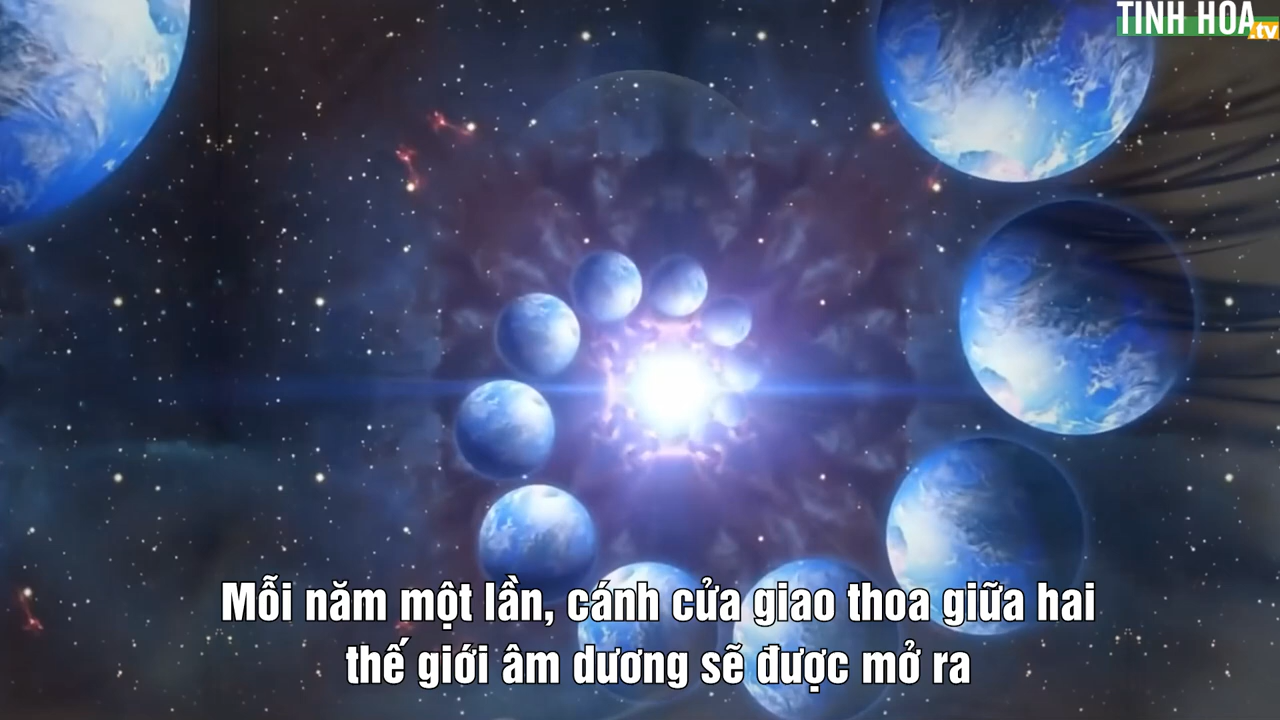 TINH HOA
.tv
Mỗi năm một lần, cánh cửa giao thoa giữa hai
thế giới âm dương sẽ được mở ra